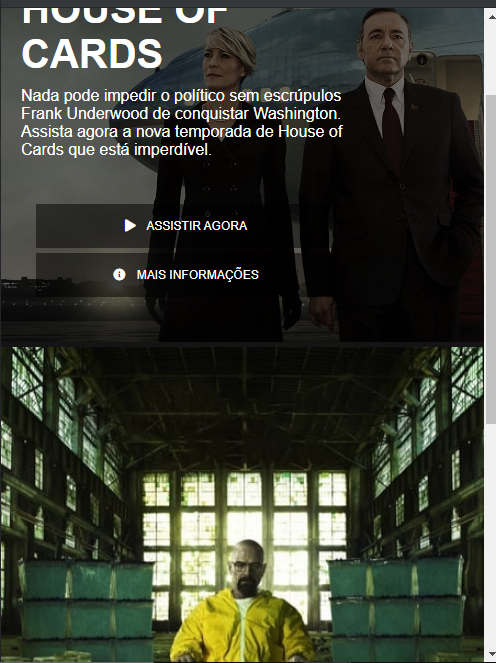 HOUSE OF
CARDS
Nada pode impedir o político sem escrúpulos
Frank Underwood de conquistar Washington.
Assista agora a nova temporada de House of
Cards que está imperdível.
ASSISTIR AGORA
MAIS INFORMAÇÕES